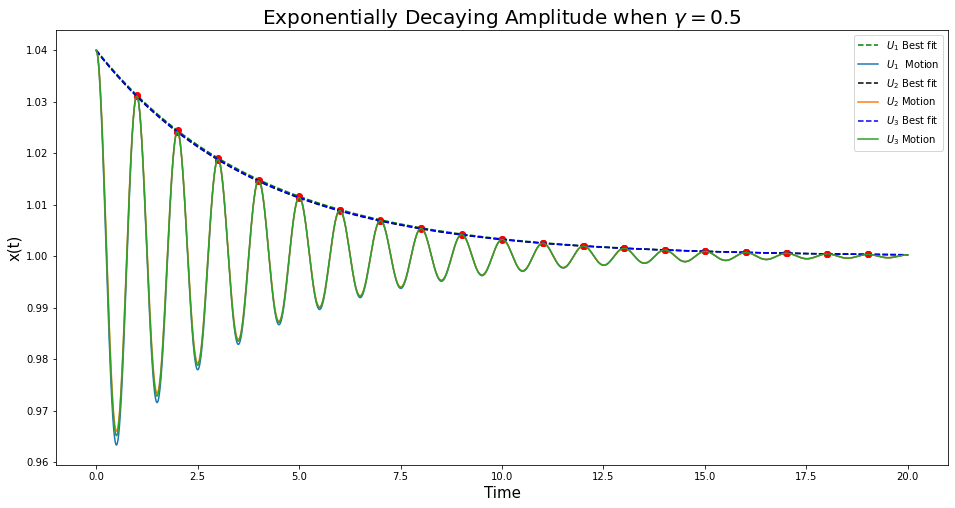 Exponentially Decaying Amplitude when γ = 0.5
1.04
1.03
1.02
1.01
1.00
0.99
0.98
0.97
0.96
x(t)
U₁ Best fit
U₁ Motion
U₂ Best fit
U₂ Motion
U₃ Best fit
U₃ Motion
0.0 2.5 5.0 7.5 10.0 12.5 15.0 17.5 20.0
Time